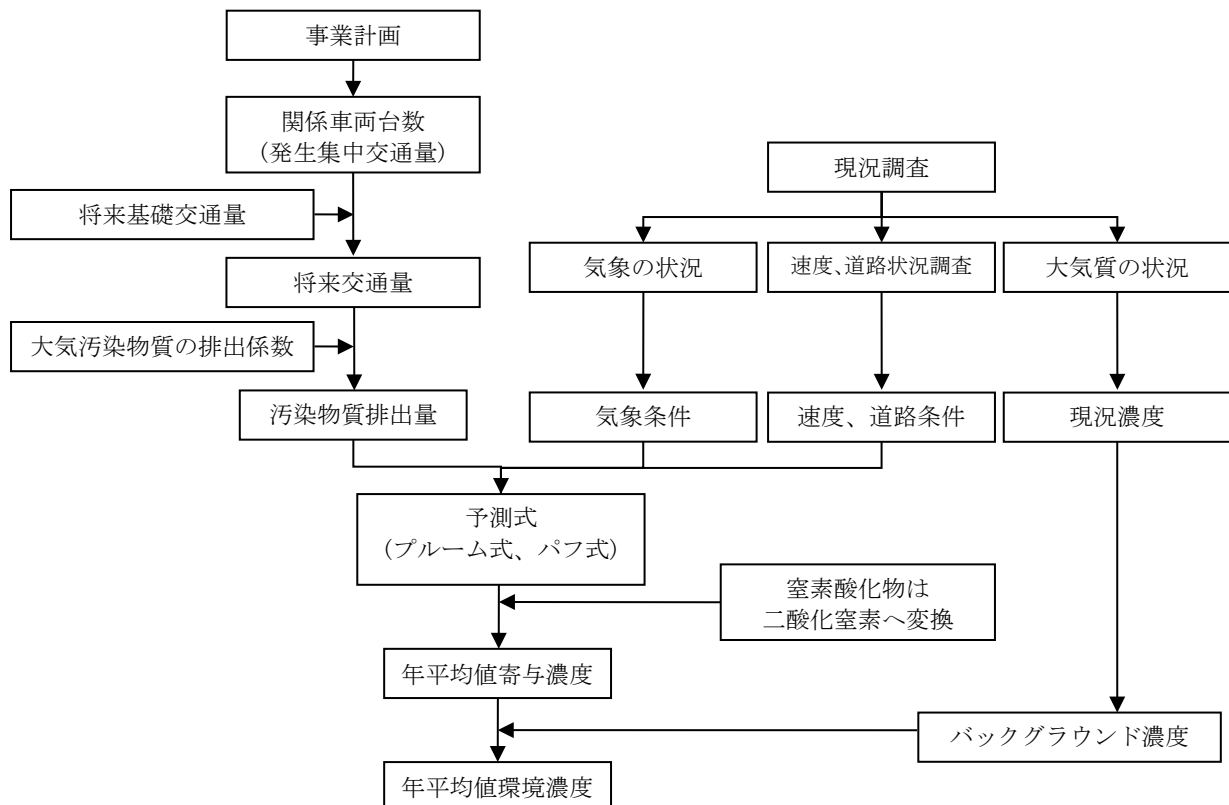 事業計画
関係車両台数
(発生集中交通量)
現況調査
将来基礎交通量
将来交通量
気象の状況
速度､道路状況調査
大気質の状況
大気汚染物質の排出係数
汚染物質排出量
気象条件
速度、道路条件
現況濃度
予測式
(プルーム式、パフ式)
窒素酸化物は
二酸化窒素へ変換
年平均値寄与濃度
バックグラウンド濃度
年平均値環境濃度